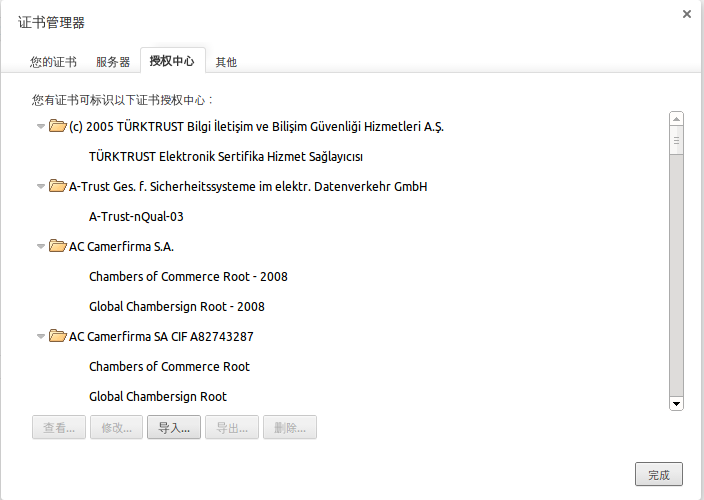 证书管理器
您的证书 服务器 授权中心 其他
您有证书可标识以下证书授权中心：
(c) 2005 TÜRKTRUST Bilgi İletişim ve Bilişim Güvenliği Hizmetleri A.Ş.
TÜRKTRUST Elektronik Sertifika Hizmet Sağlayıcısı
A-Trust Ges. f. Sicherheitssysteme im elektr. Datenverkehr GmbH
A-Trust-nQual-03
AC Camerfirma S.A.
Chambers of Commerce Root - 2008
Global Chambersign Root - 2008
AC Camerfirma SA CIF A82743287
Chambers of Commerce Root
Global Chambersign Root
查看... 修改... 导入... 导出... 删除...
完成